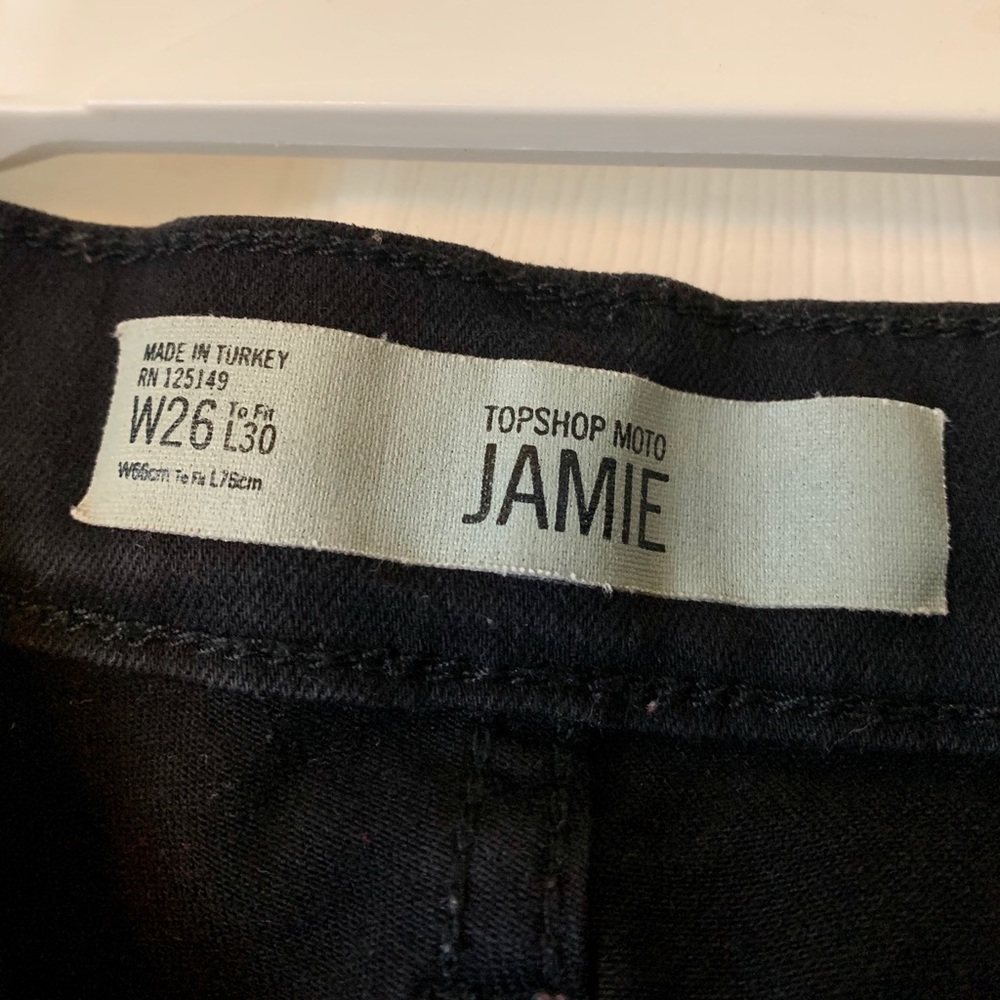 MADE IN TURKEY
RN 125149
W26 To Fit L30
W66cm To Fit L76cm
TOPSHOP MOTO
JAMIE